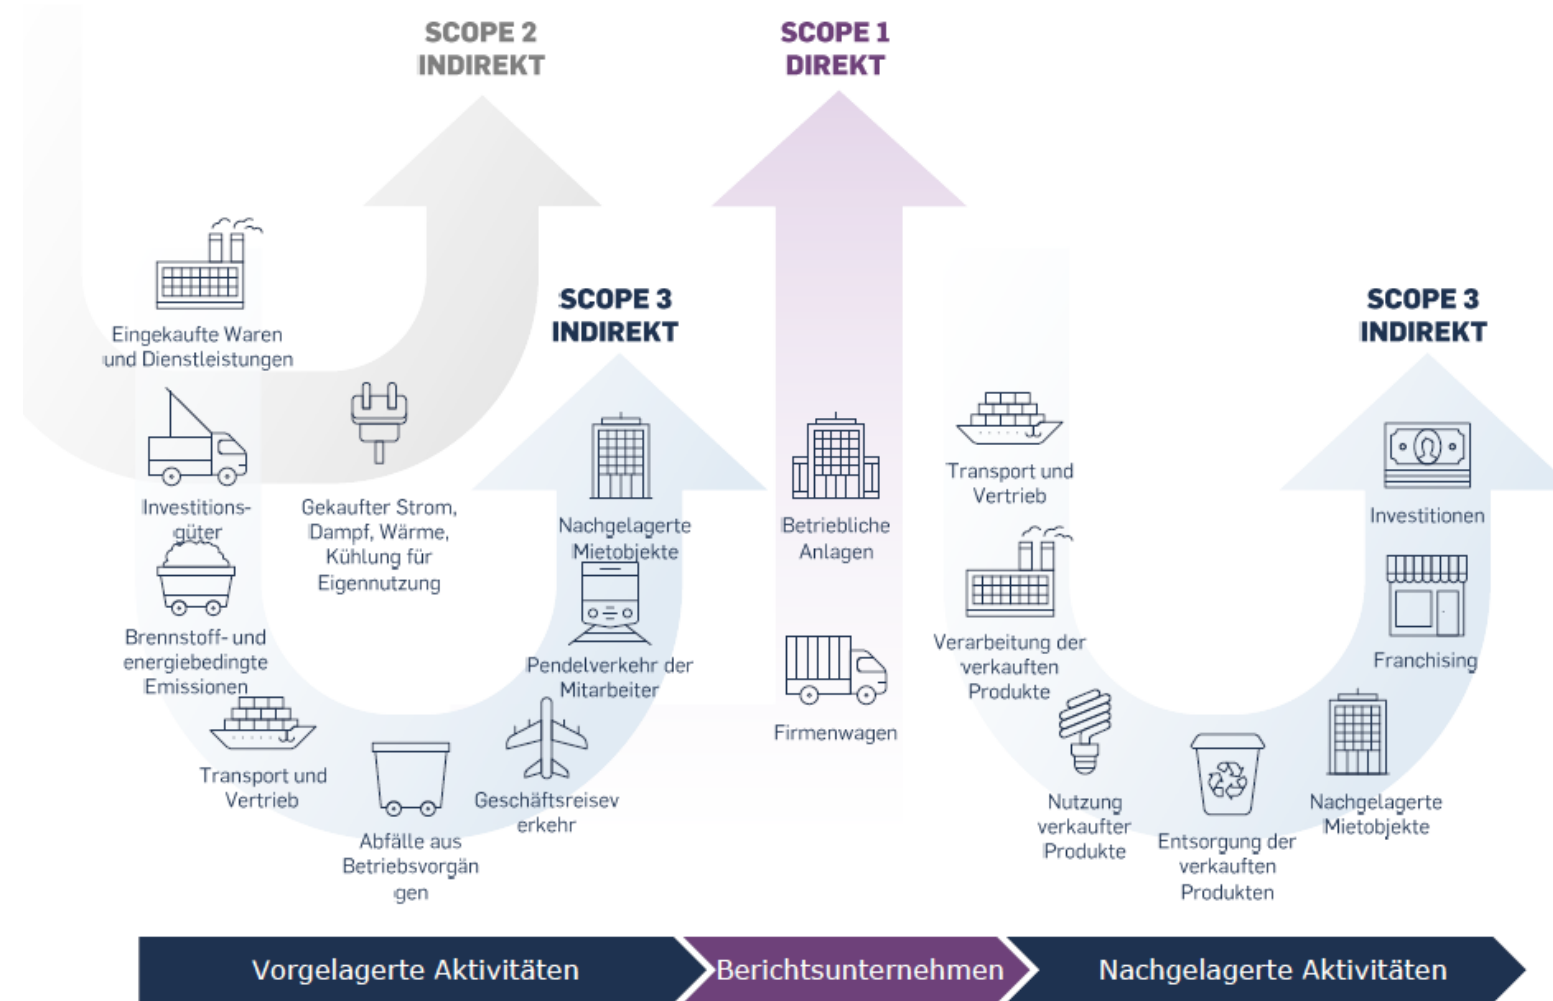 SCOPE 2
INDIREKT
SCOPE 1
DIREKT
Eingekaufte Waren
und Dienstleistungen
SCOPE 3
INDIREKT
SCOPE 3
INDIREKT
Investitions-
güter
Gekaufter Strom,
Dampf, Wärme,
Kühlung für
Eigennutzung
Nachgelagerte
Mietobjekte
Betriebliche
Anlagen
Transport und
Vertrieb
Investitionen
Brennstoff- und
energiebedingte
Emissionen
Pendelverkehr der
Mitarbeiter
Verarbeitung der
verkauften
Produkte
Franchising
Transport und
Vertrieb
Abfälle aus
Betriebsvorgän
gen
Geschäftsreisev
erkehr
Firmenwagen
Nutzung
verkaufter
Produkte
Entsorgung der
verkauften
Produkten
Nachgelagerte
Mietobjekte
Vorgelagerte Aktivitäten
Berichtsunternehmen
Nachgelagerte Aktivitäten